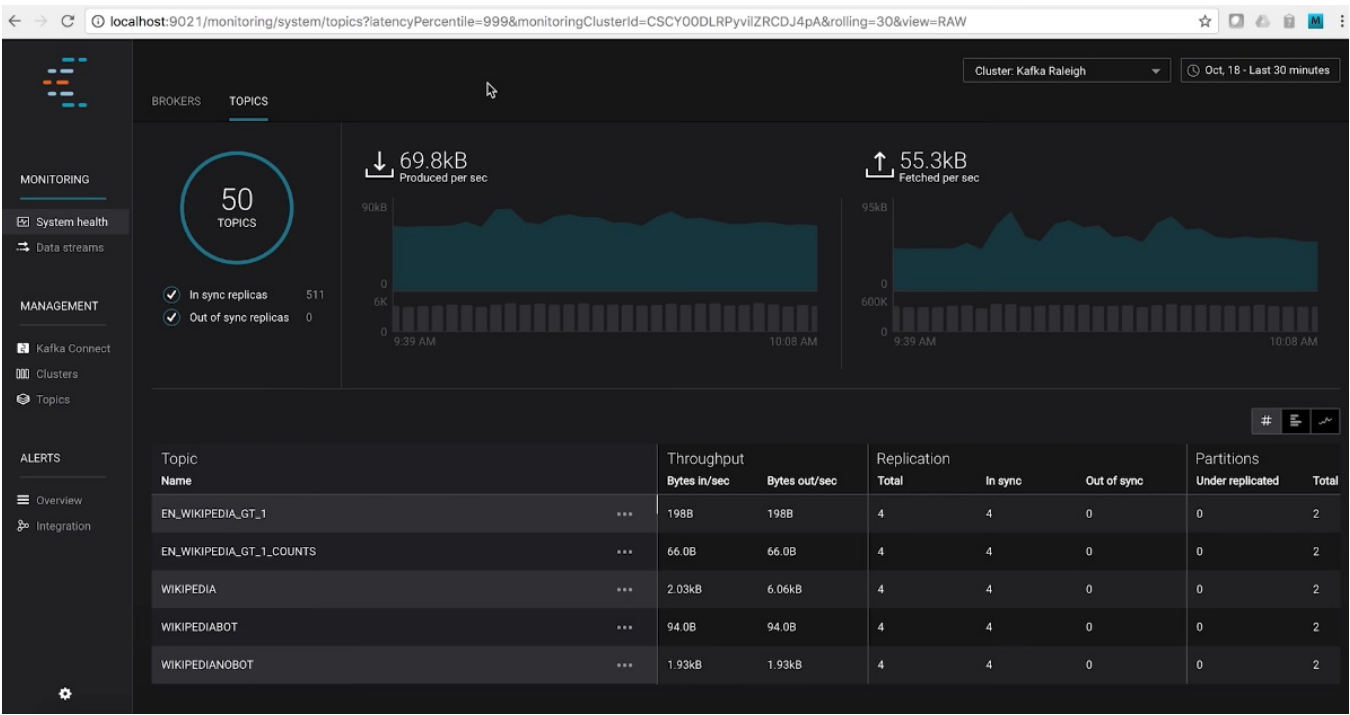 localhost:9021/monitoring/system/topics?latencyPercentile=999&monitoringClusterId=CSCY00DLRPyvilZRCDJ4pA&rolling=30&view=RAW
M
Cluster: Kafka Raleigh
Oct, 18 - Last 30 minutes
BROKERS TOPICS
MONITORING
System health
Data streams
MANAGEMENT
Kafka Connect
Clusters
Topics
ALERTS
Overview
Integration
50
TOPICS
In sync replicas 511
Out of sync replicas 0
69.8kB
Produced per sec
90kB
0
6K
0
9:39 AM 10:08 AM
55.3kB
Fetched per sec
95kB
0
600K
0
9:39 AM 10:08 AM
#
Topic Throughput Replication Partitions
Name Bytes in/sec Bytes out/sec Total In sync Out of sync Under replicated Total
EN_WIKIPEDIA_GT_1 198B 198B 4 4 0 0 2
EN_WIKIPEDIA_GT_1_COUNTS 66.0B 66.0B 4 4 0 0 2
WIKIPEDIA 2.03kB 6.06kB 4 4 0 0 2
WIKIPEDIABOT 94.0B 94.0B 4 4 0 0 2
WIKIPEDIANOBOT 1.93kB 1.93kB 4 4 0 0 2